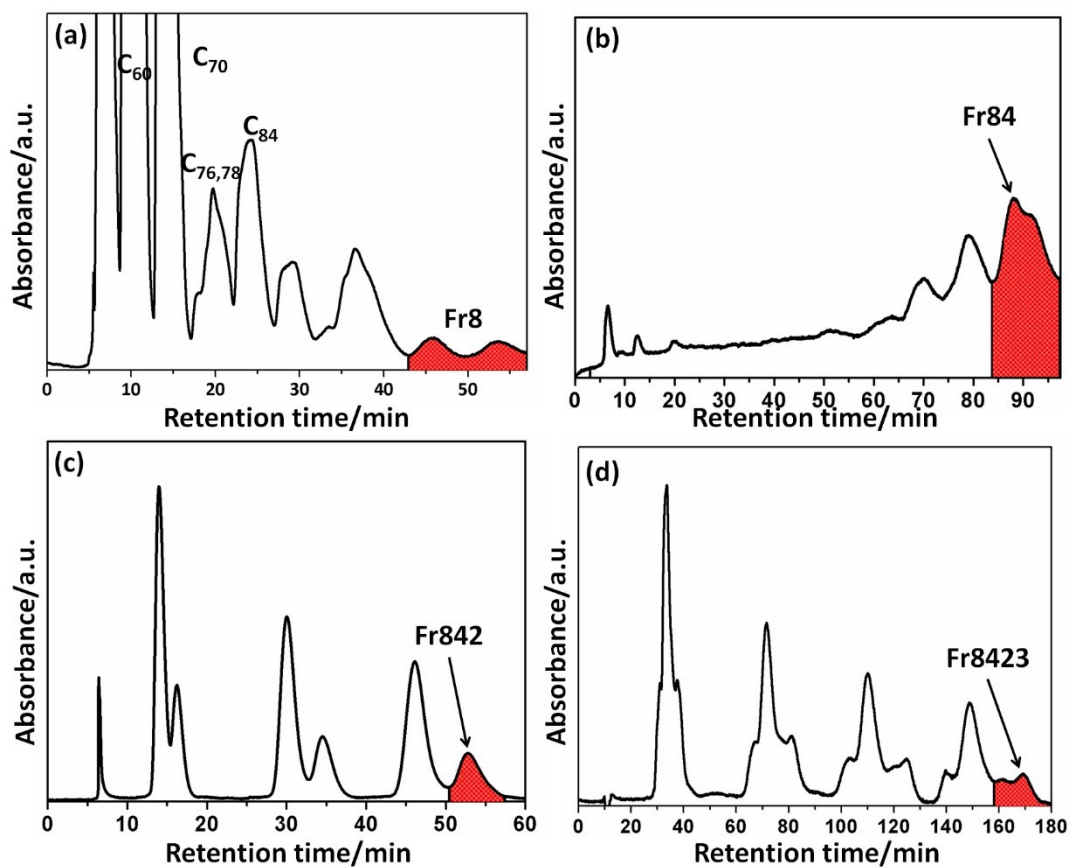 (a)
C60
C70
C76,78
C84
Fr8
Absorbance/a.u.
0 10 20 30 40 50
Retention time/min
(b)
Fr84
Absorbance/a.u.
0 10 20 30 40 50 60 70 80 90
Retention time/min
(c)
Fr842
Absorbance/a.u.
0 10 20 30 40 50 60
Retention time/min
(d)
Fr8423
Absorbance/a.u.
0 20 40 60 80 100 120 140 160 180
Retention time/min